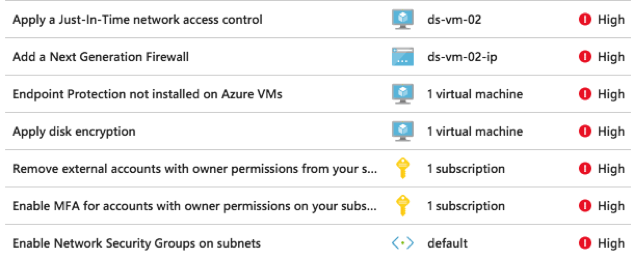 Apply a Just-In-Time network access control ds-vm-02 High
Add a Next Generation Firewall ds-vm-02-ip High
Endpoint Protection not installed on Azure VMs 1 virtual machine High
Apply disk encryption 1 virtual machine High
Remove external accounts with owner permissions from your s... 1 subscription High
Enable MFA for accounts with owner permissions on your subs... 1 subscription High
Enable Network Security Groups on subnets default High